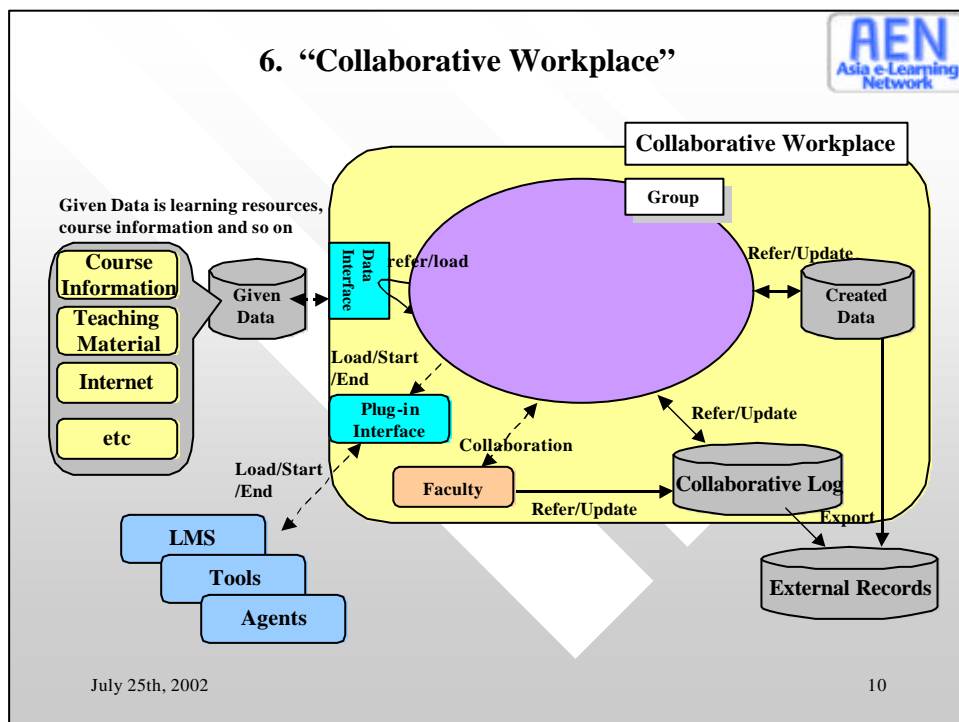 6. “Collaborative Workplace”
AEN
Asia e-Learning
Network
Collaborative Workplace
Group
Given Data is learning resources,
course information and so on
Course
Information
Teaching
Material
Internet
etc
Given
Data
Data
Interface
refer/load
Refer/Update
Created
Data
Load/Start
/End
Plug-in
Interface
Refer/Update
Collaboration
Faculty
Refer/Update
Collaborative Log
Load/Start
/End
Export
LMS
Tools
Agents
External Records
July 25th, 2002
10